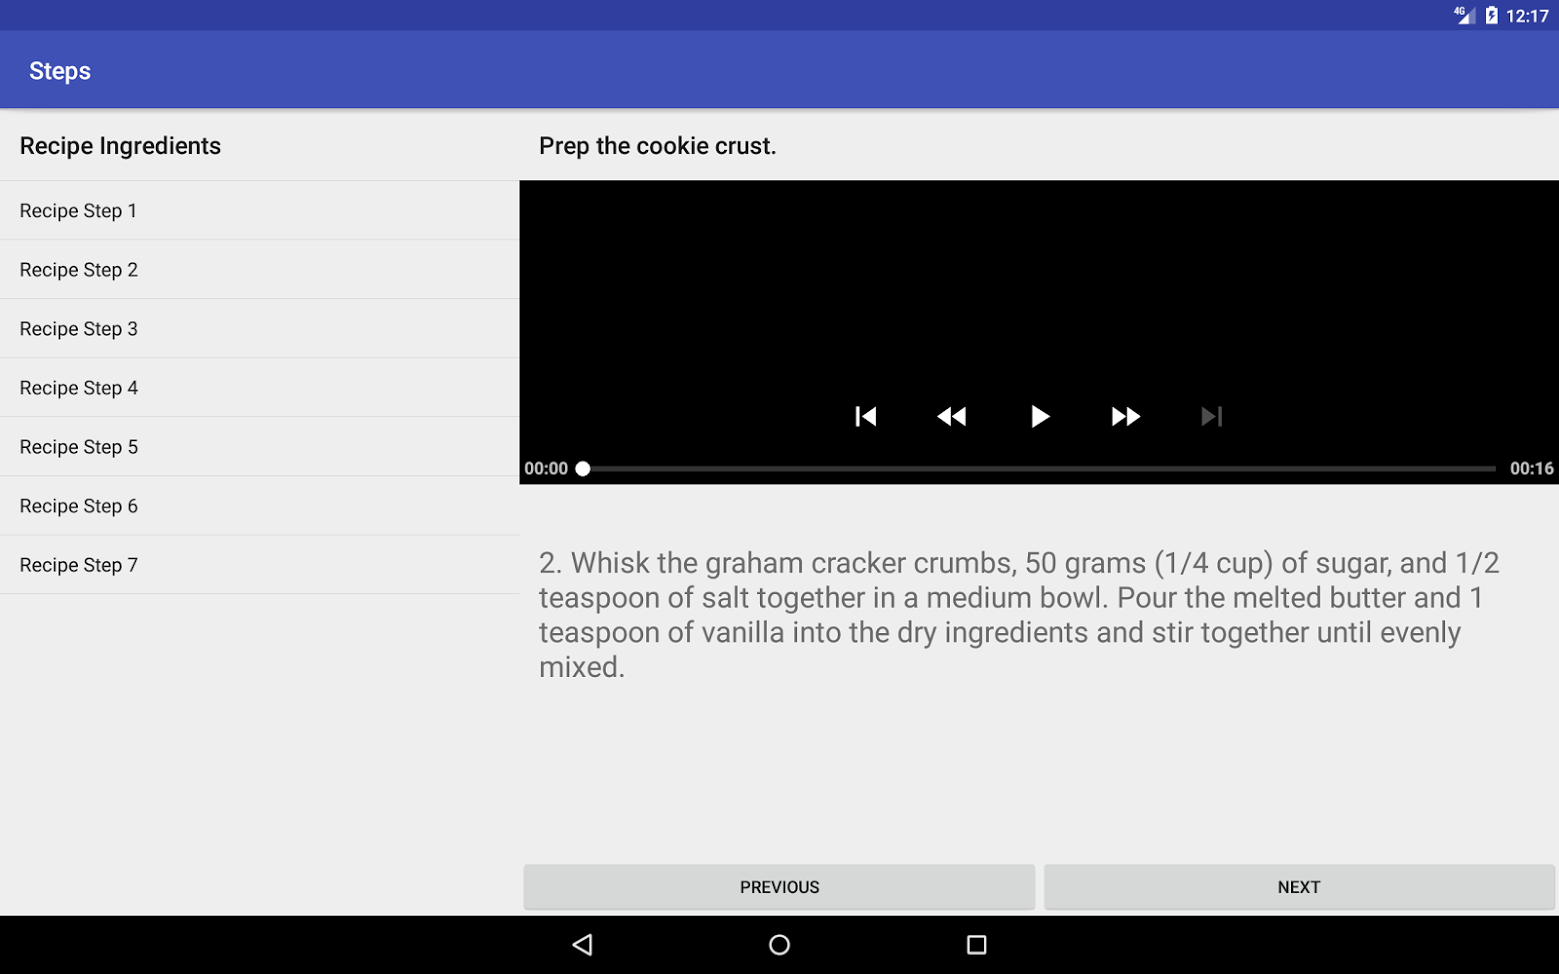 4G 12:17
Steps
Recipe Ingredients
Recipe Step 1
Recipe Step 2
Recipe Step 3
Recipe Step 4
Recipe Step 5
Recipe Step 6
Recipe Step 7
Prep the cookie crust.
00:00 00:16
2. Whisk the graham cracker crumbs, 50 grams (1/4 cup) of sugar, and 1/2
teaspoon of salt together in a medium bowl. Pour the melted butter and 1
teaspoon of vanilla into the dry ingredients and stir together until evenly
mixed.
PREVIOUS NEXT